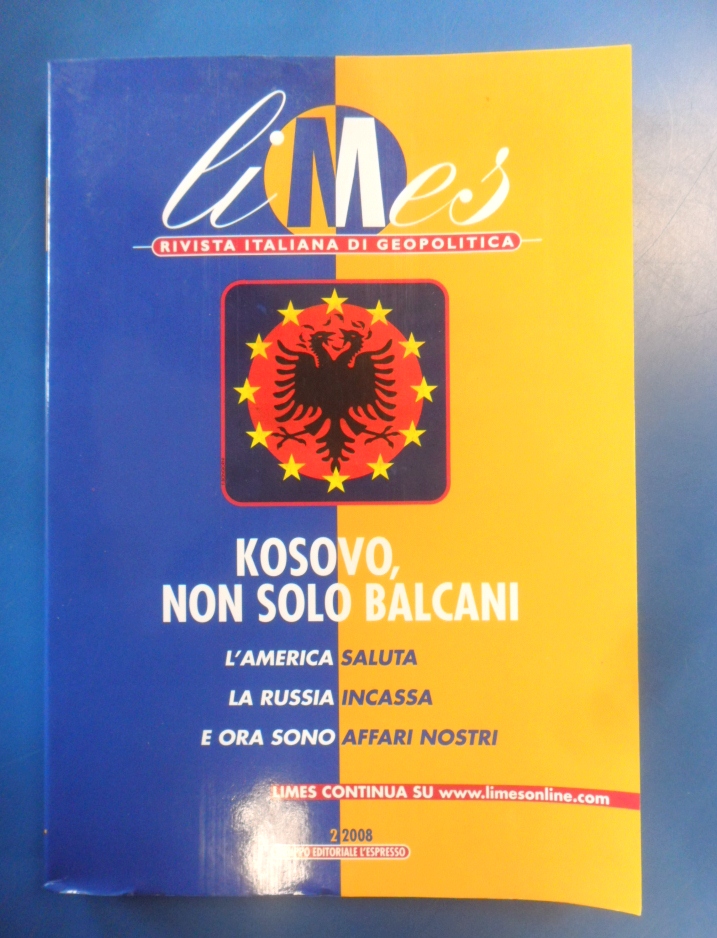 liMes
RIVISTA ITALIANA DI GEOPOLITICA
KOSOVO,
NON SOLO BALCANI
L'AMERICA SALUTA
LA RUSSIA INCASSA
E ORA SONO AFFARI NOSTRI
LIMES CONTINUA SU www.limesonline.com
2/2008
EDITORIALE L'ESPRESSO